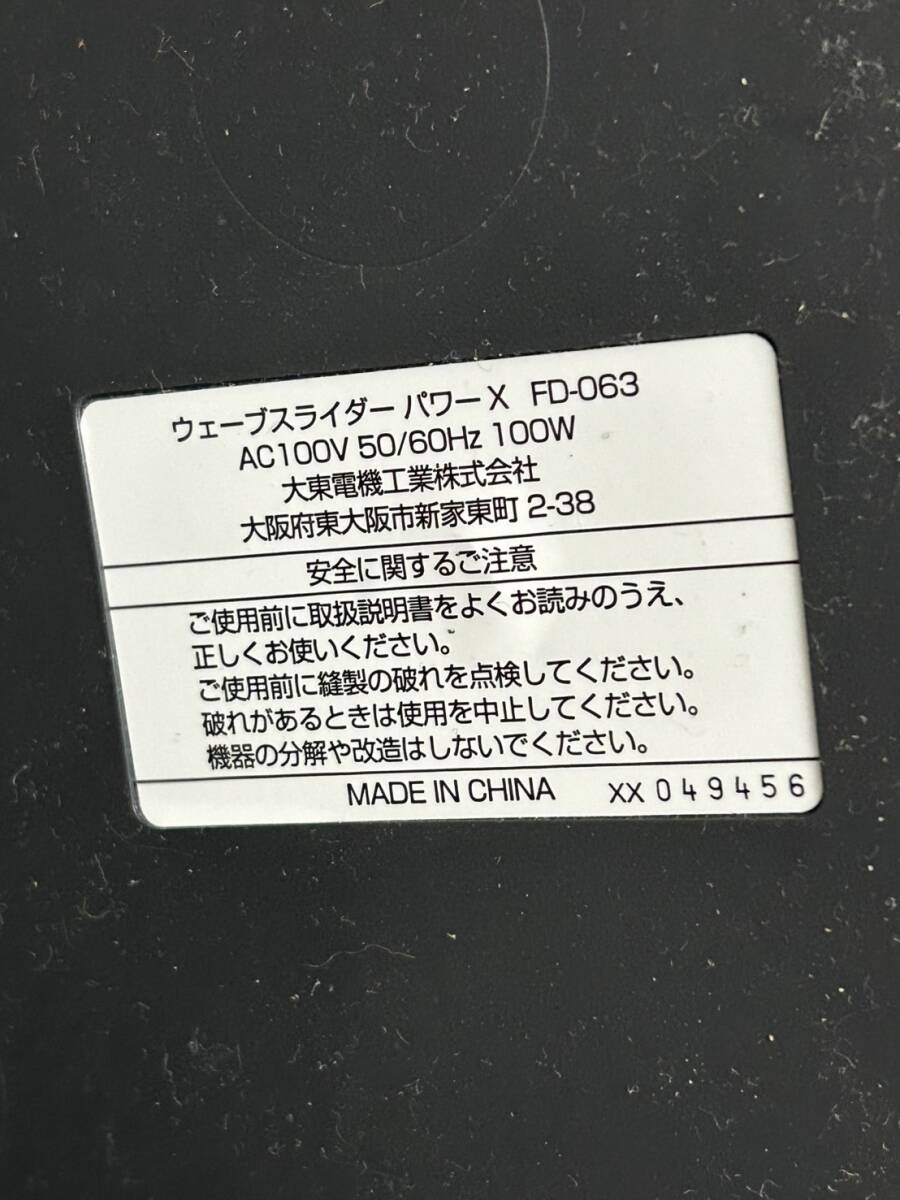 ウェーブスライダー パワーX FD-063
AC100V 50/60Hz 100W
大東電機工業株式会社
大阪府東大阪市新家東町 2-38
安全に関するご注意
ご使用前に取扱説明書をよくお読みのうえ、
正しくお使いください。
ご使用前に縫製の破れを点検してください。
破れがあるときは使用を中止してください。
機器の分解や改造はしないでください。
MADE IN CHINA XX 049456